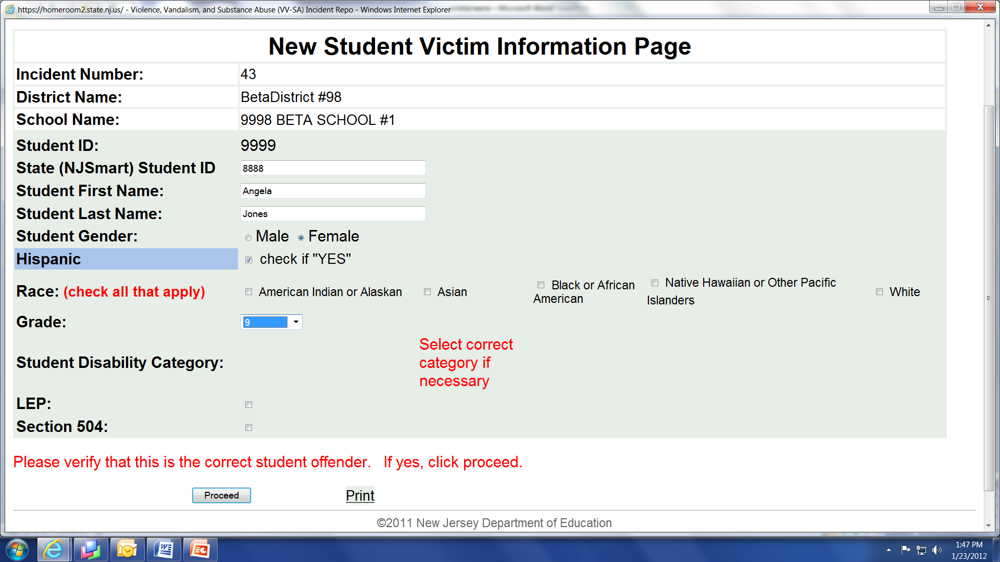 https://homeroom2.state.nj.us/ - Violence, Vandalism, and Substance Abuse (VV-SA) Incident Repo - Windows Internet Explorer
New Student Victim Information Page
Incident Number: 43
District Name: BetaDistrict #98
School Name: 9998 BETA SCHOOL #1
Student ID: 9999
State (NJSmart) Student ID 8888
Student First Name: Angela
Student Last Name: Jones
Student Gender: Male Female
Hispanic check if "YES"
Race: (check all that apply) American Indian or Alaskan Asian Black or African American Native Hawaiian or Other Pacific Islanders White
Grade: 9
Student Disability Category: Select correct category if necessary
LEP:
Section 504:
Please verify that this is the correct student offender. If yes, click proceed.
Proceed Print
©2011 New Jersey Department of Education
1:47 PM
1/23/2012